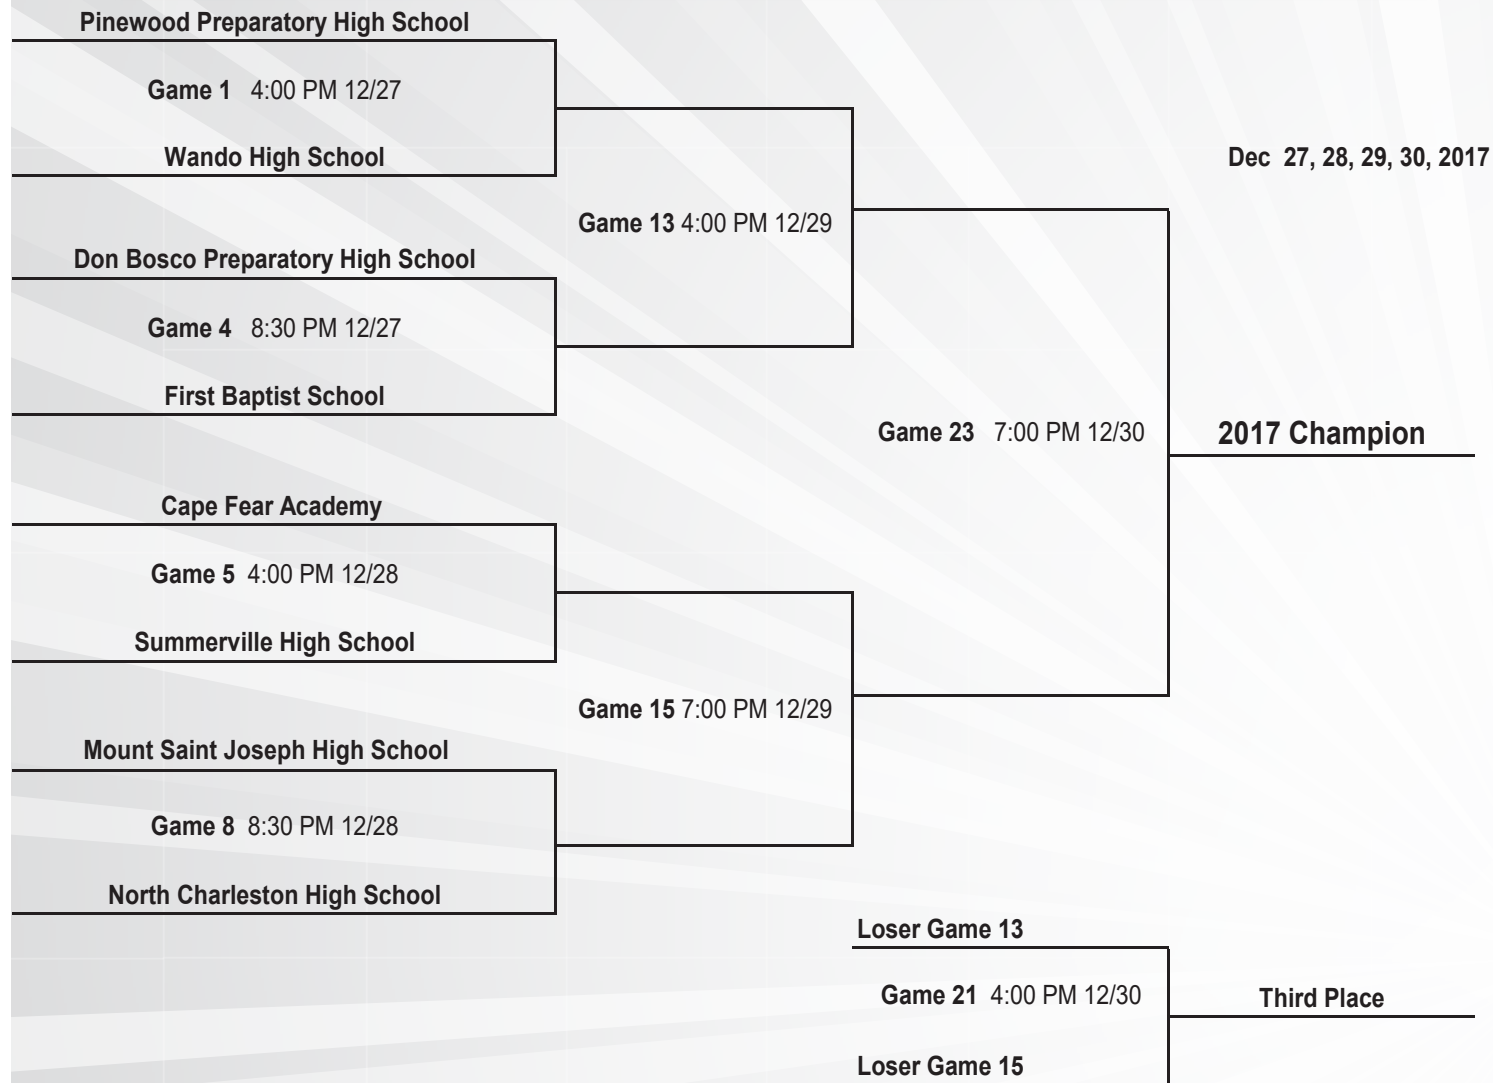 Pinewood Preparatory High School
Game 1 4:00 PM 12/27
Wando High School
Dec 27, 28, 29, 30, 2017
Game 13 4:00 PM 12/29
Don Bosco Preparatory High School
Game 4 8:30 PM 12/27
First Baptist School
Game 23 7:00 PM 12/30
2017 Champion
Cape Fear Academy
Game 5 4:00 PM 12/28
Summerville High School
Game 15 7:00 PM 12/29
Mount Saint Joseph High School
Game 8 8:30 PM 12/28
North Charleston High School
Loser Game 13
Game 21 4:00 PM 12/30
Third Place
Loser Game 15